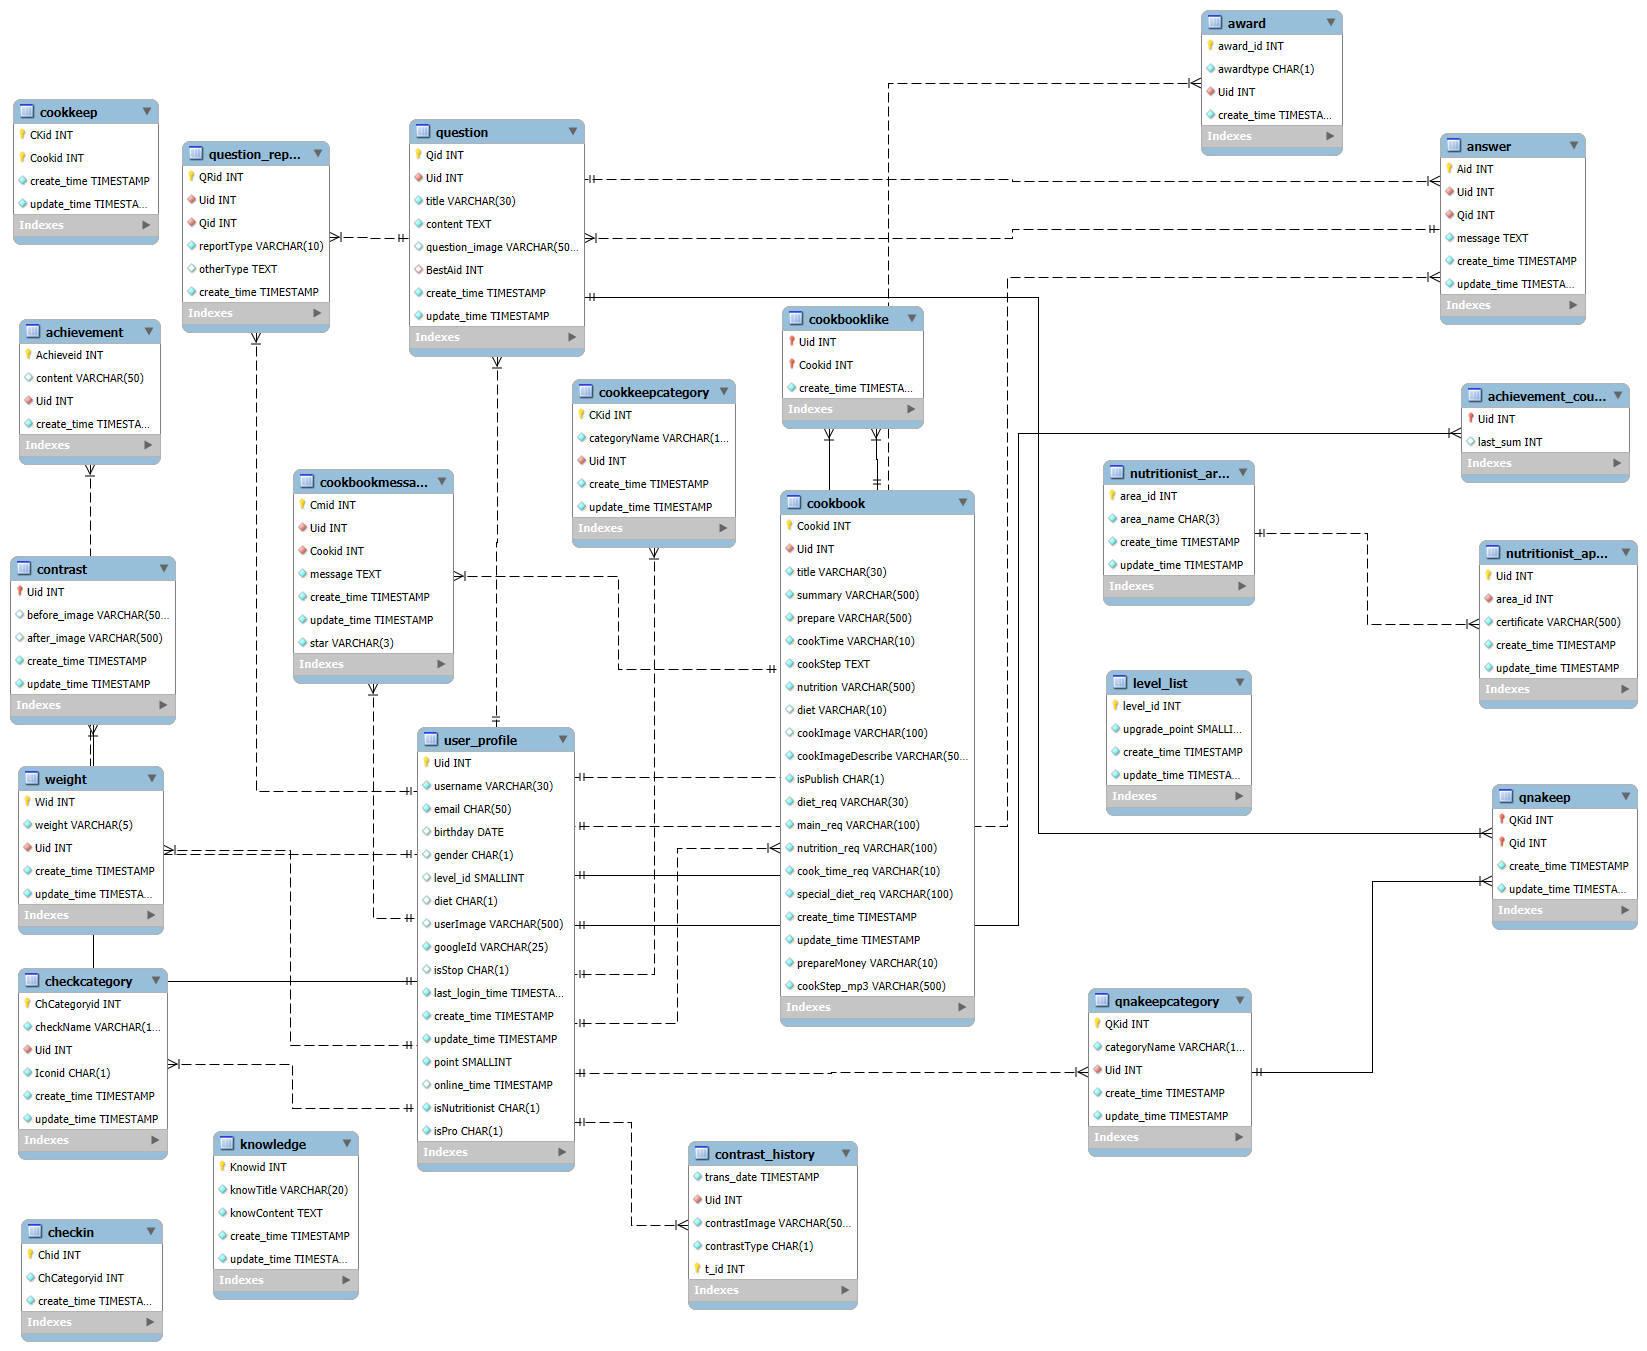 award
award_id INT
awardtype CHAR(1)
Uid INT
create_time TIMESTA...
Indexes
cookkeep
CKid INT
Cookid INT
create_time TIMESTAMP
update_time TIMESTA...
Indexes
question_rep...
QRid INT
Uid INT
Qid INT
reportType VARCHAR(10)
otherType TEXT
create_time TIMESTAMP
Indexes
question
Qid INT
Uid INT
title VARCHAR(30)
content TEXT
question_image VARCHAR(50...
BestAid INT
create_time TIMESTAMP
update_time TIMESTAMP
Indexes
answer
Aid INT
Uid INT
Qid INT
message TEXT
create_time TIMESTAMP
update_time TIMESTA...
Indexes
achievement
Achieveid INT
content VARCHAR(50)
Uid INT
create_time TIMESTA...
Indexes
cookbooklike
Uid INT
Cookid INT
create_time TIMESTA...
Indexes
cookkeepcategory
CKid INT
categoryName VARCHAR(1...
Uid INT
create_time TIMESTAMP
update_time TIMESTAMP
Indexes
achievement_cou...
Uid INT
last_sum INT
Indexes
cookbookmessa...
Cmid INT
Uid INT
Cookid INT
message TEXT
create_time TIMESTAMP
update_time TIMESTAMP
star VARCHAR(3)
Indexes
cookbook
Cookid INT
Uid INT
title VARCHAR(30)
summary VARCHAR(500)
prepare VARCHAR(500)
cookTime VARCHAR(10)
cookStep TEXT
nutrition VARCHAR(500)
diet VARCHAR(10)
cookImage VARCHAR(100)
cookImageDescribe VARCHAR(50...
isPublish CHAR(1)
diet_req VARCHAR(30)
main_req VARCHAR(100)
nutrition_req VARCHAR(100)
cook_time_req VARCHAR(10)
special_diet_req VARCHAR(100)
create_time TIMESTAMP
update_time TIMESTAMP
prepareMoney VARCHAR(10)
cookStep_mp3 VARCHAR(500)
Indexes
nutritionist_ar...
area_id INT
area_name CHAR(3)
create_time TIMESTAMP
update_time TIMESTAMP
Indexes
nutritionist_ap...
Uid INT
area_id INT
certificate VARCHAR(500)
create_time TIMESTAMP
update_time TIMESTAMP
Indexes
contrast
Uid INT
before_image VARCHAR(50...
after_image VARCHAR(500)
create_time TIMESTAMP
update_time TIMESTAMP
Indexes
level_list
level_id INT
upgrade_point SMALLI...
create_time TIMESTAMP
update_time TIMESTA...
Indexes
user_profile
Uid INT
username VARCHAR(30)
email CHAR(50)
birthday DATE
gender CHAR(1)
level_id SMALLINT
diet CHAR(1)
userImage VARCHAR(500)
googleId VARCHAR(25)
isStop CHAR(1)
last_login_time TIMESTA...
create_time TIMESTAMP
update_time TIMESTAMP
point SMALLINT
online_time TIMESTAMP
isNutritionist CHAR(1)
isPro CHAR(1)
Indexes
weight
Wid INT
weight VARCHAR(5)
Uid INT
create_time TIMESTAMP
update_time TIMESTA...
Indexes
qnakeep
QKid INT
Qid INT
create_time TIMESTAMP
update_time TIMESTA...
Indexes
checkcategory
ChCategoryid INT
checkName VARCHAR(1...
Uid INT
Iconid CHAR(1)
create_time TIMESTAMP
update_time TIMESTAMP
Indexes
qnakeepcategory
QKid INT
categoryName VARCHAR(1...
Uid INT
create_time TIMESTAMP
update_time TIMESTAMP
Indexes
knowledge
Knowid INT
knowTitle VARCHAR(20)
knowContent TEXT
create_time TIMESTAMP
update_time TIMESTA...
Indexes
contrast_history
trans_date TIMESTAMP
Uid INT
contrastImage VARCHAR(50...
contrastType CHAR(1)
t_id INT
Indexes
checkin
Chid INT
ChCategoryid INT
create_time TIMESTA...
Indexes